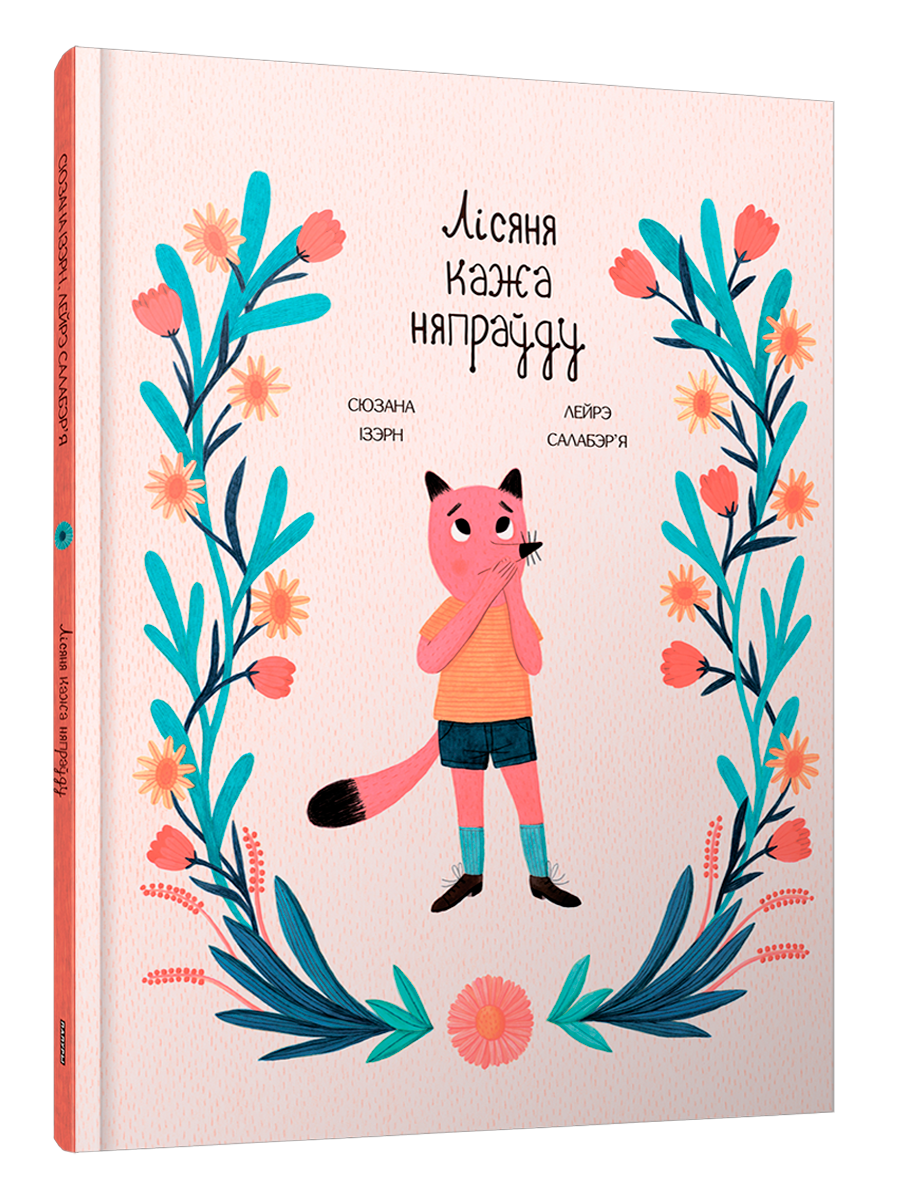 Лісяня
кажа
няпраўду
СЮЗАНА
ІЗЭРН
ЛЕЙРЭ
САЛАБЭР'Я
СЮЗАНА ІЗЭРН, ЛЕЙРЭ САЛАБЭР'Я
Лісяня кажа няпраўду